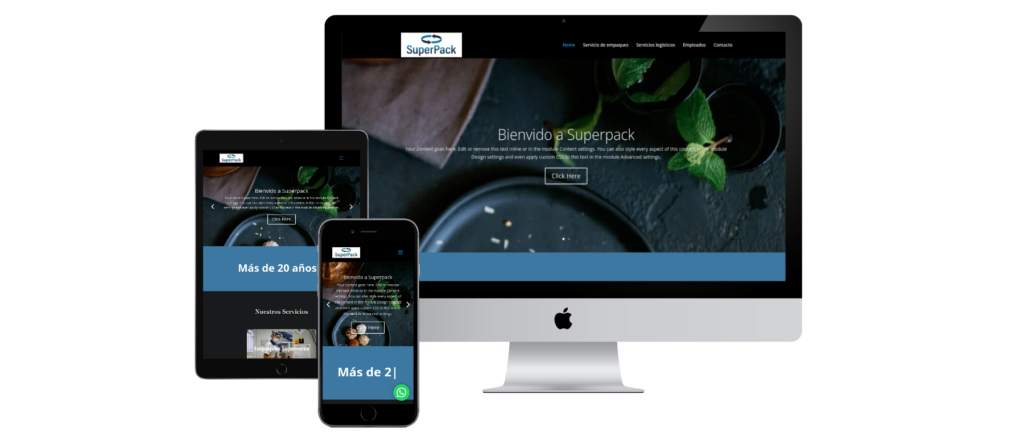 SuperPack
Home Servicio de empaques Servicios logísticos Empleados Contacto
Bienvido a Superpack
Your content goes here. Edit or remove this text inline or in the module Content settings. You can also style every aspect of this content in the module
Design settings and even apply custom CSS to this text in the module Advanced settings.
Click Here
SuperPack
Bienvido a Superpack
Click Here
Más de 20 años
Nuestros Servicios
SuperPack
Bienvido a Superpack
Your content goes here. Edit or remove
this text inline or in the module Content
settings. You can also style every aspect of
this content in the module Design settings
and even apply custom CSS to this text in
the module Advanced settings.
Click Here
Más de 2|